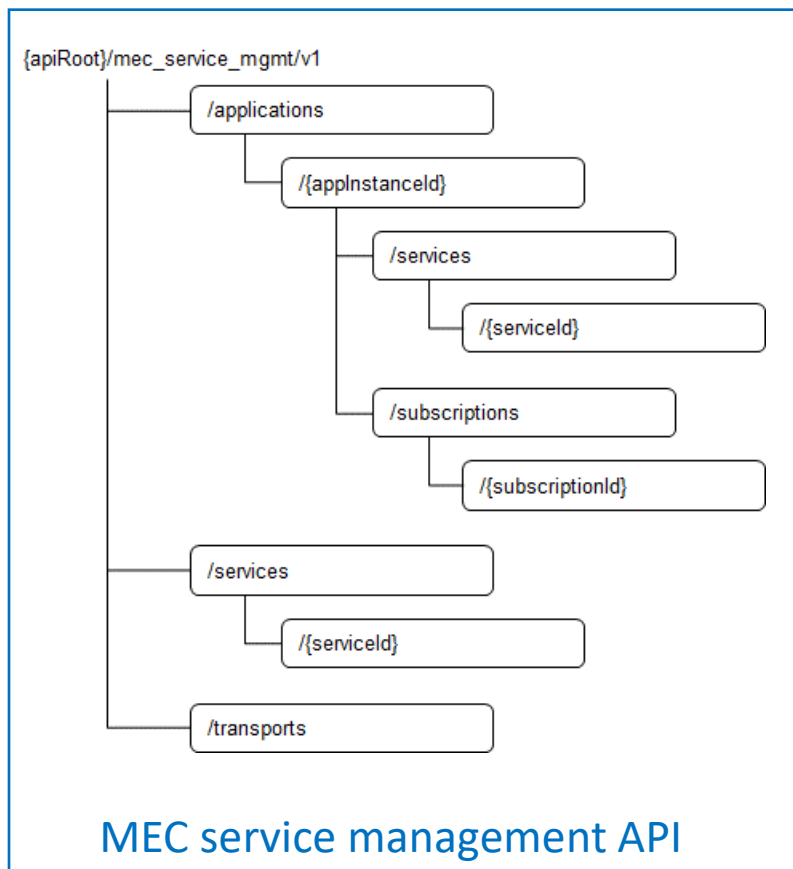 {apiRoot}/mec_service_mgmt/v1
/applications
/{appInstanceId}
/services
/{serviceId}
/subscriptions
/{subscriptionId}
/services
/{serviceId}
/transports
MEC service management API